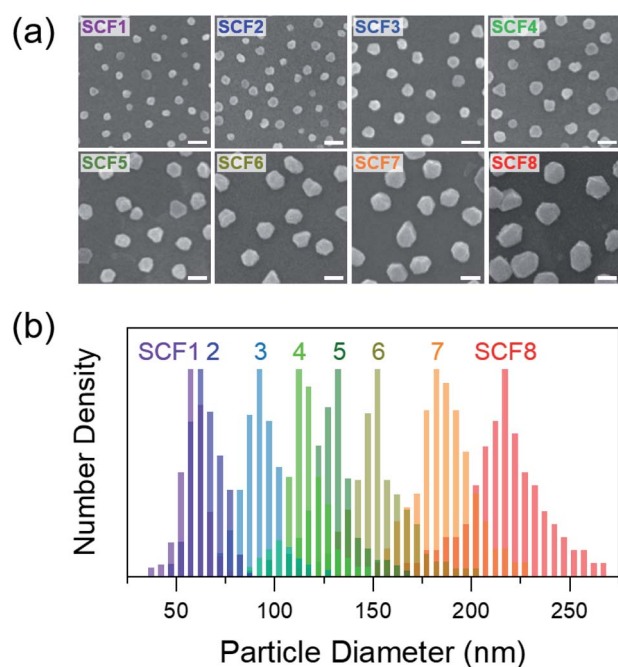 (a)
SCF1 SCF2 SCF3 SCF4
SCF5 SCF6 SCF7 SCF8
(b)
SCF1 2 3 4 5 6 7 SCF8
Number Density
50 100 150 200 250
Particle Diameter (nm)